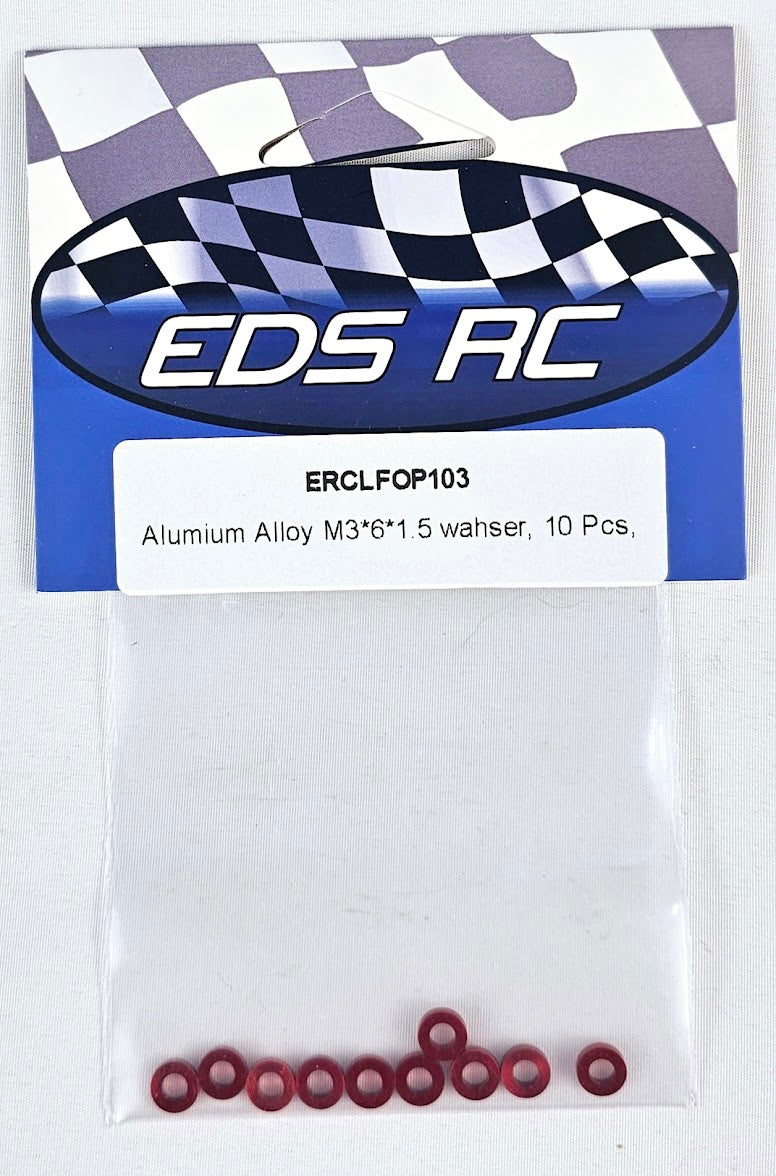 EDS RC
ERCLFOP103
Alumium Alloy M3*6*1.5 wahser, 10 Pcs,